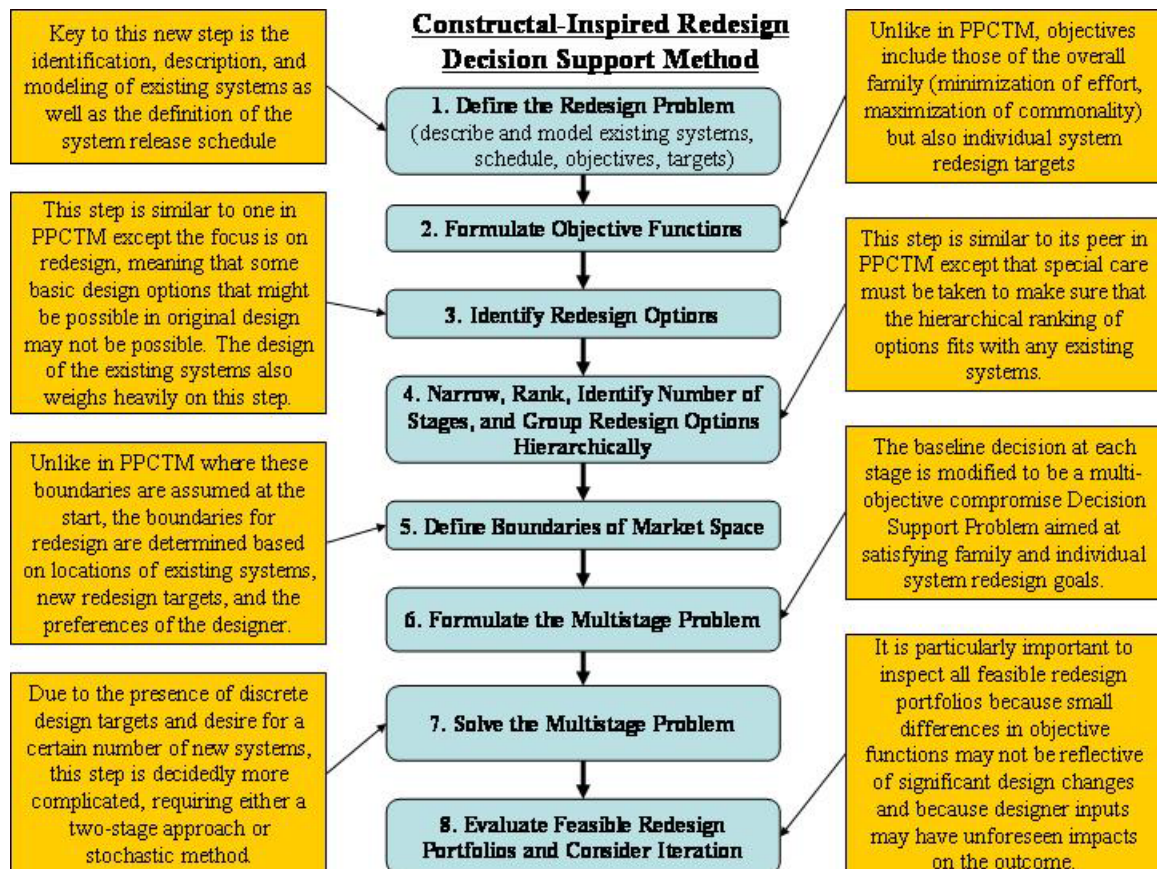 Constructal-Inspired Redesign
Decision Support Method
Key to this new step is the
identification, description, and
modeling of existing systems as
well as the definition of the
system release schedule
1. Define the Redesign Problem
(describe and model existing systems,
schedule, objectives, targets)
Unlike in PPCTM, objectives
include those of the overall
family (minimization of effort,
maximization of commonality)
but also individual system
redesign targets
2. Formulate Objective Functions
This step is similar to one in
PPCTM except the focus is on
redesign, meaning that some
basic design options that might
be possible in original design
may not be possible. The design
of the existing systems also
weighs heavily on this step.
3. Identify Redesign Options
This step is similar to its peer in
PPCTM except that special care
must be taken to make sure that
the hierarchical ranking of
options fits with any existing
systems.
4. Narrow, Rank, Identify Number of
Stages, and Group Redesign Options
Hierarchically
Unlike in PPCTM where these
boundaries are assumed at the
start, the boundaries for
redesign are determined based
on locations of existing systems,
new redesign targets, and the
preferences of the designer.
5. Define Boundaries of Market Space
The baseline decision at each
stage is modified to be a multi-
objective compromise Decision
Support Problem aimed at
satisfying family and individual
system redesign goals.
6. Formulate the Multistage Problem
Due to the presence of discrete
design targets and desire for a
certain number of new systems,
this step is decidedly more
complicated, requiring either a
two-stage approach or
stochastic method.
7. Solve the Multistage Problem
It is particularly important to
inspect all feasible redesign
portfolios because small
differences in objective
functions may not be reflective
of significant design changes
and because designer inputs
may have unforeseen impacts
on the outcome.
8. Evaluate Feasible Redesign
Portfolios and Consider Iteration